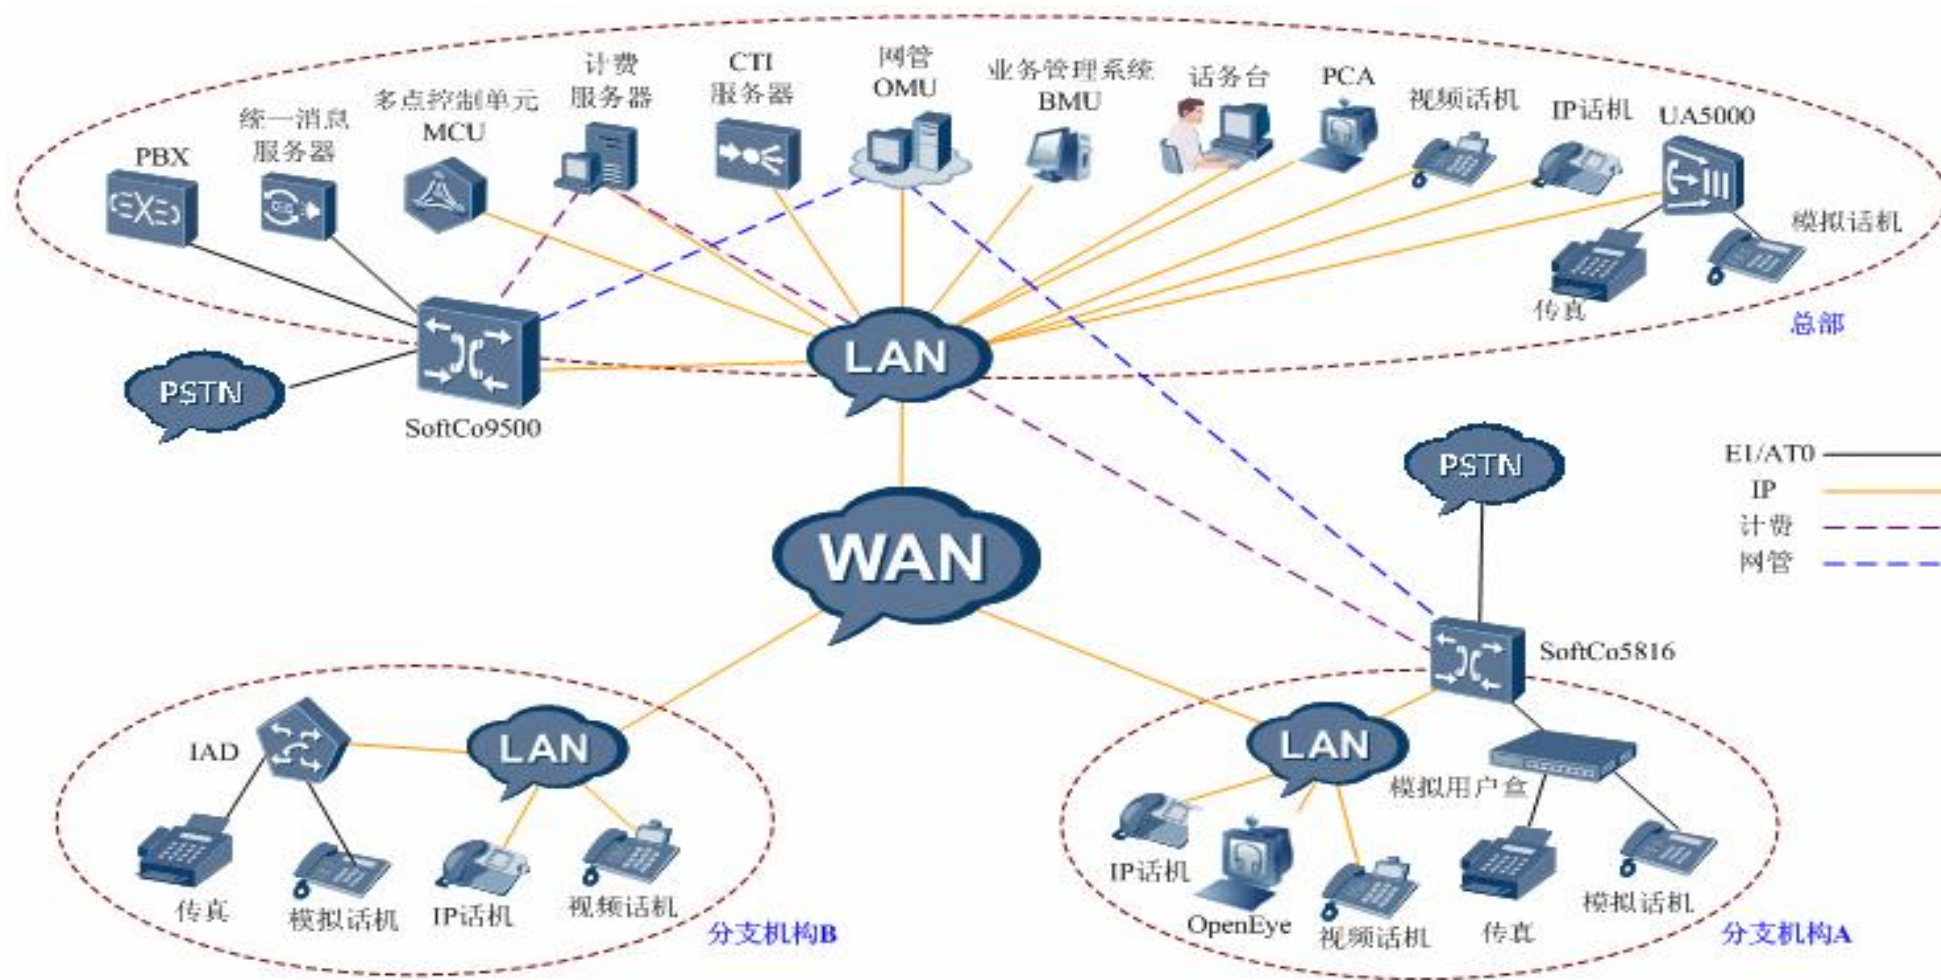 计费
服务器
CTI
服务器
网管
OMU
业务管理系统
BMU
话务台
PCA
视频话机
IP话机
UA5000
多点控制单元
MCU
统一消息
服务器
PBX
模拟话机
传真
总部
LAN
PSTN
SoftCo9500
PSTN
E1/AT0
IP
计费
网管
WAN
SoftCo5816
IAD
LAN
LAN
模拟用户盒
传真
模拟话机
IP话机
视频话机
分支机构B
IP话机
OpenEye
视频话机
传真
模拟话机
分支机构A